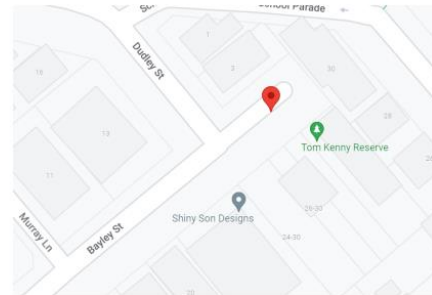 School Parade
1
Dudley St
3
30
16
13
28
Tom Kenny Reserve
11
26-30
Shiny Son Designs
Murray Ln
Bayley St
24-30
20